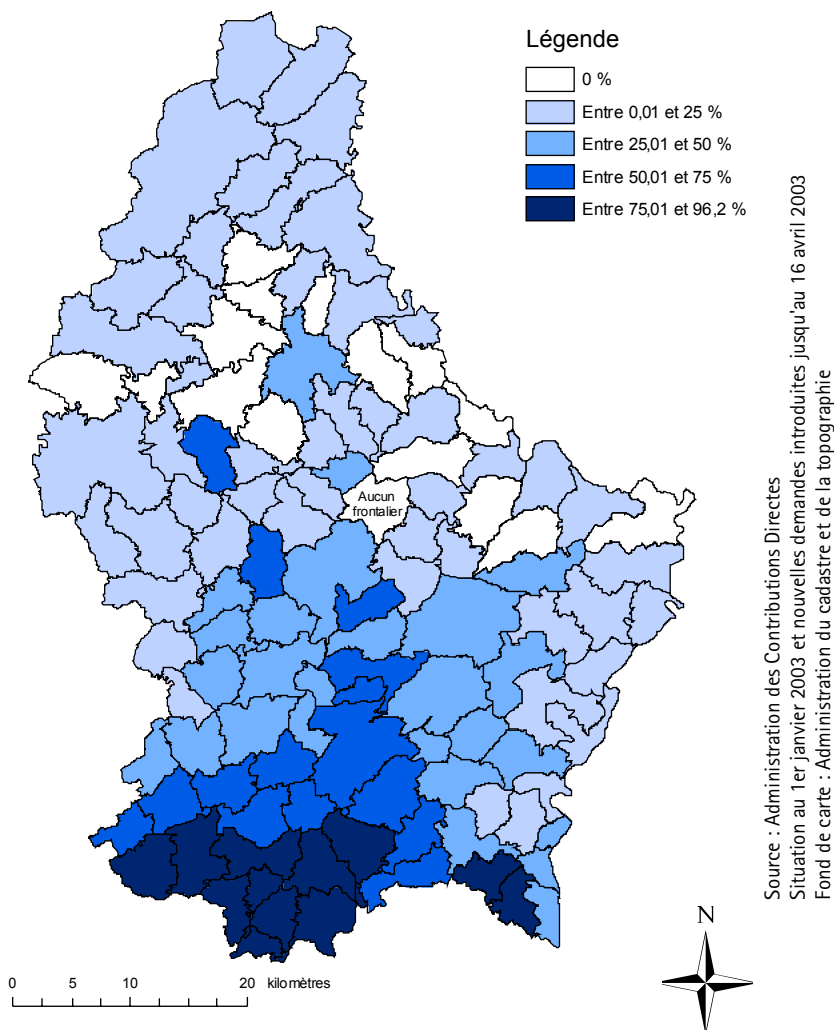 Légende
0 %
Entre 0,01 et 25 %
Entre 25,01 et 50 %
Entre 50,01 et 75 %
Entre 75,01 et 96,2 %
Aucun
frontalier
Source : Administration des Contributions Directes
Situation au 1er janvier 2003 et nouvelles demandes introduites jusqu'au 16 avril 2003
Fond de carte : Administration du cadastre et de la topographie
N
0 5 10 20 kilomètres